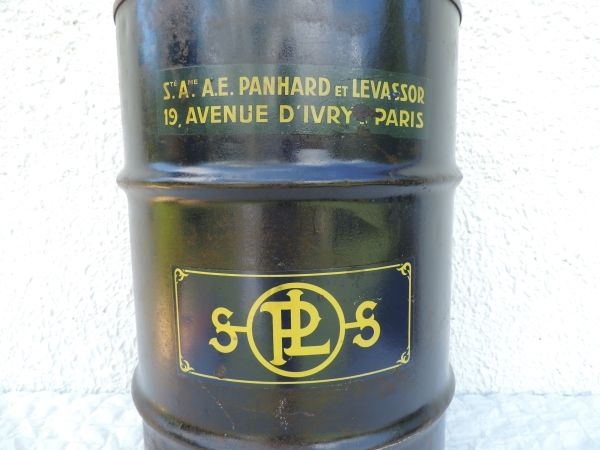 STÉ AME A.E. PANHARD ET LEVASSOR
19, AVENUE D'IVRY - PARIS
S PL S